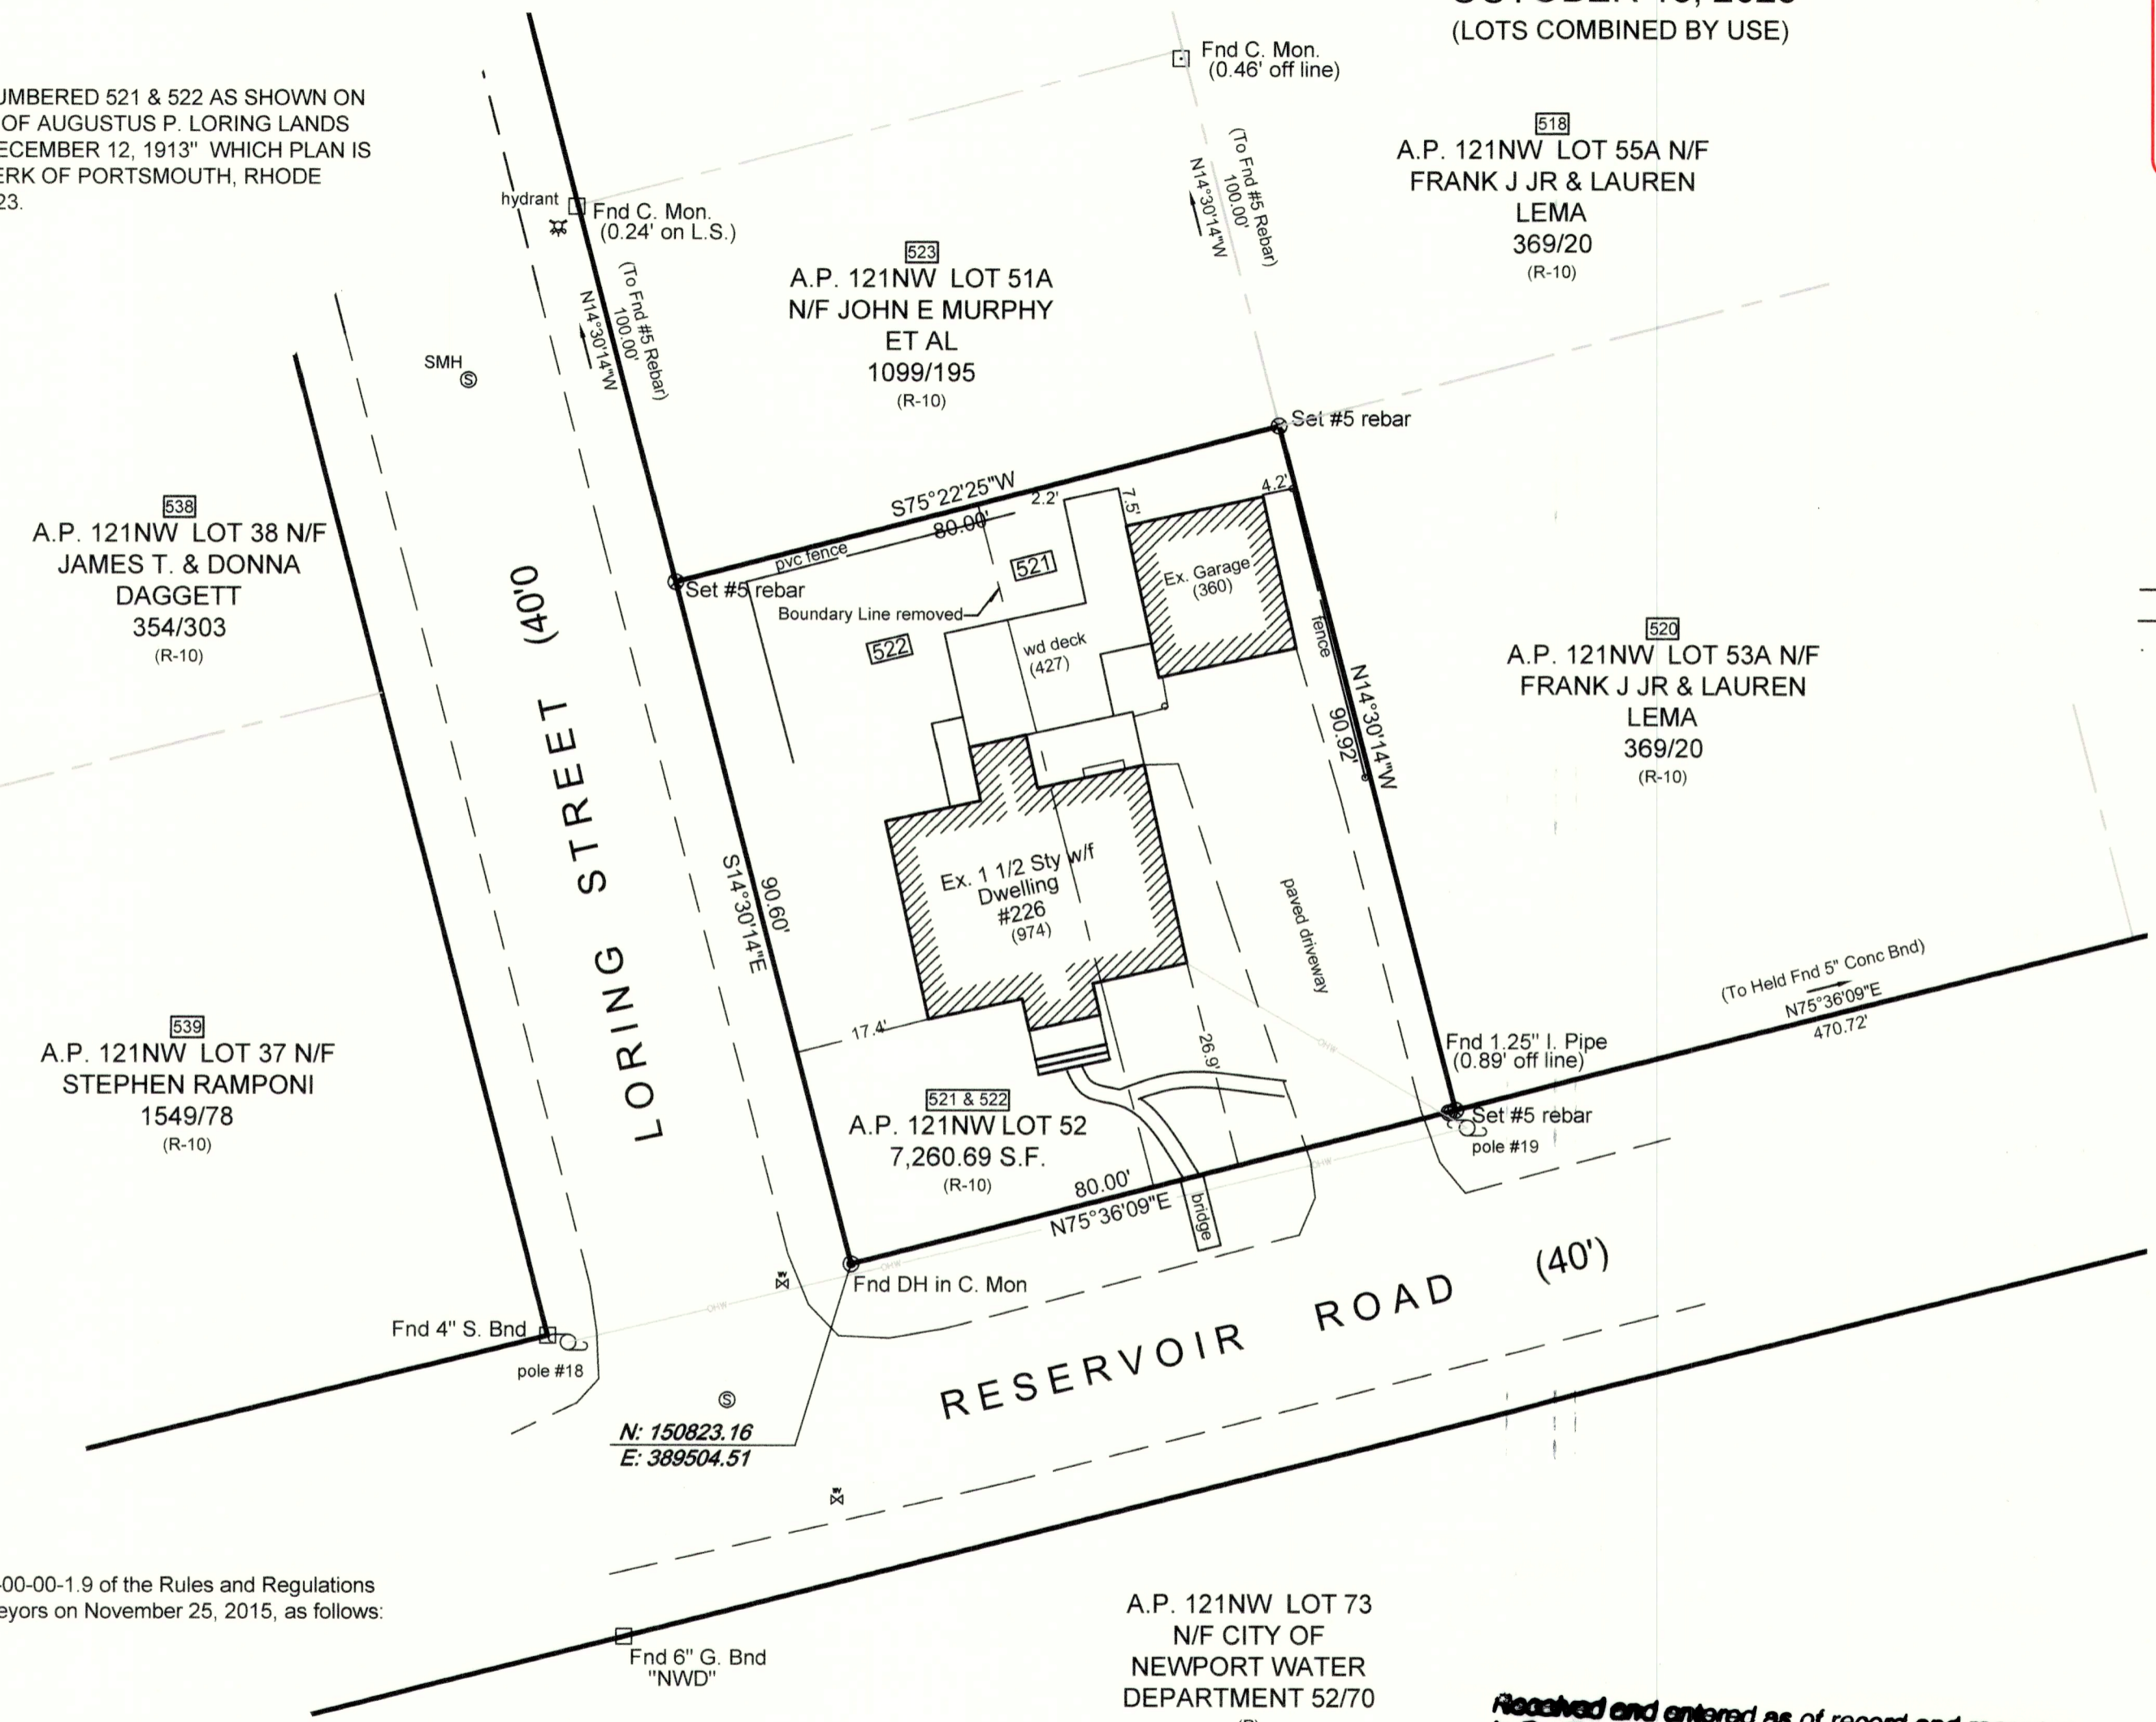 (LOTS COMBINED BY USE)
521 & 522 AS SHOWN ON
OF AUGUSTUS P. LORING LANDS
12, 1913" WHICH PLAN IS
OF PORTSMOUTH, RHODE
23.
Fnd C. Mon.
(0.46' off line)
518
A.P. 121NW LOT 55A N/F
FRANK J JR & LAUREN
LEMA
369/20
(R-10)
(To Fnd #5 Rebar)
100.00'
N14°30'14"W
hydrant
Fnd C. Mon.
(0.24' on L.S.)
(To Fnd #5 Rebar)
100.00'
N14°30'14"W
523
A.P. 121NW LOT 51A
N/F JOHN E MURPHY
ET AL
1099/195
(R-10)
SMH
S
Set #5 rebar
S75°22'25"W
80.00'
2.2'
7.5'
4.2'
pvc fence
521
Set #5 rebar
Boundary Line removed
522
Ex. Garage
(360)
wd deck
(427)
fence
N14°30'14"W
90.92'
538
A.P. 121NW LOT 38 N/F
JAMES T. & DONNA
DAGGETT
354/303
(R-10)
520
A.P. 121NW LOT 53A N/F
FRANK J JR & LAUREN
LEMA
369/20
(R-10)
LORING STREET (40'0
S14°30'14"E
90.60'
Ex. 1 1/2 Sty w/f
Dwelling
#226
(974)
paved driveway
17.4'
26.9'
OHW
539
A.P. 121NW LOT 37 N/F
STEPHEN RAMPONI
1549/78
(R-10)
(To Held Fnd 5" Conc Bnd)
N75°36'09"E
470.72'
Fnd 1.25" I. Pipe
(0.89' off line)
Set #5 rebar
pole #19
521 & 522
A.P. 121NW LOT 52
7,260.69 S.F.
(R-10)
80.00'
N75°36'09"E
bridge
OHW
OHW
OHW
Fnd DH in C. Mon
Fnd 4" S. Bnd
pole #18
S
N: 150823.16
E: 389504.51
RESERVOIR ROAD (40')
-00-00-1.9 of the Rules and Regulations
on November 25, 2015, as follows:
Fnd 6" G. Bnd
"NWD"
A.P. 121NW LOT 73
N/F CITY OF
NEWPORT WATER
DEPARTMENT 52/70
Received and entered as of record and